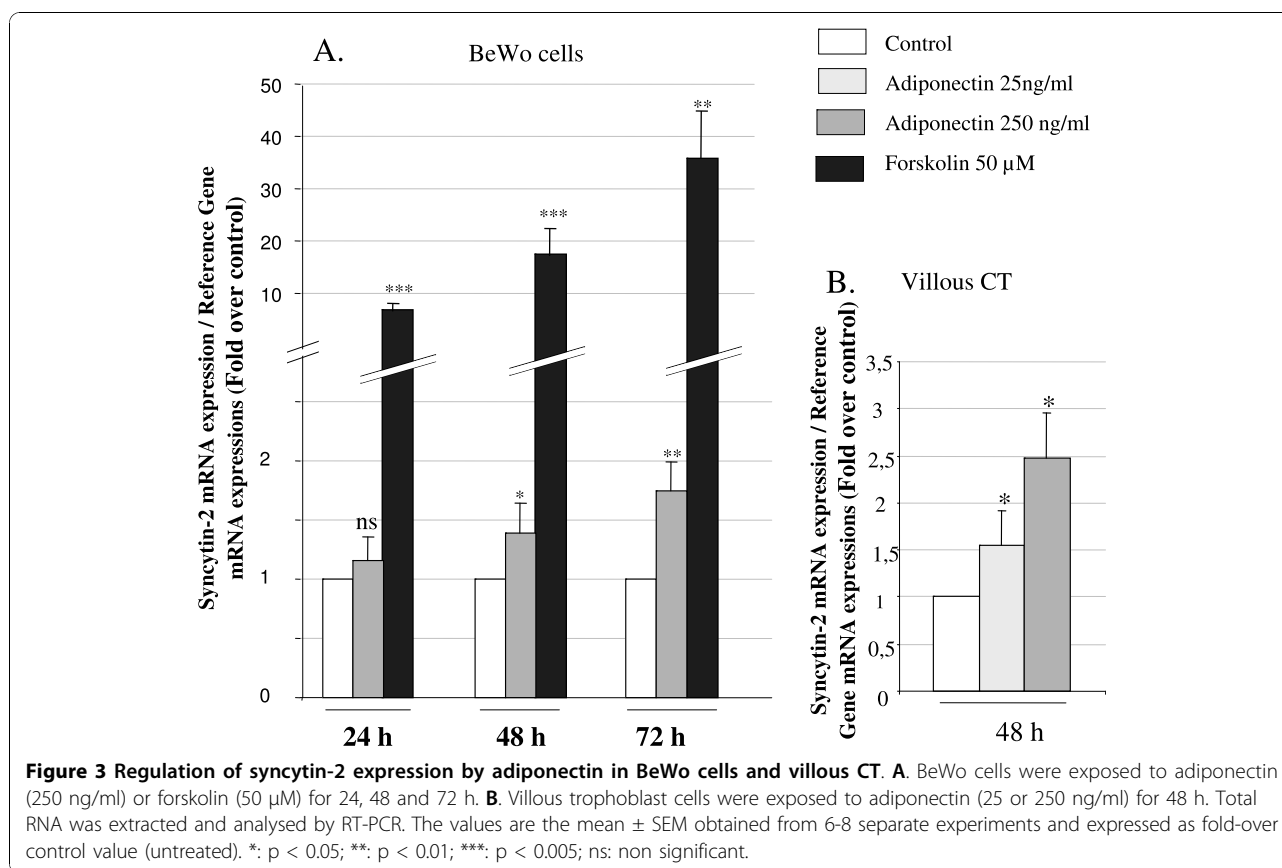 A.
BeWo cells
Control
Adiponectin 25ng/ml
Adiponectin 250 ng/ml
Forskolin 50 µM
Syncytin-2 mRNA expression / Reference Gene
mRNA expressions (Fold over control)
50
40
30
20
10
2
1
0
***
***
**
ns
*
**
24 h
48 h
72 h
B.
Villous CT
Syncytin-2 mRNA expression / Reference
Gene mRNA expressions (Fold over control)
3,5
3
2,5
2
1,5
1
0,5
0
*
*
48 h
Figure 3 Regulation of syncytin-2 expression by adiponectin in BeWo cells and villous CT. A. BeWo cells were exposed to adiponectin
(250 ng/ml) or forskolin (50 µM) for 24, 48 and 72 h. B. Villous trophoblast cells were exposed to adiponectin (25 or 250 ng/ml) for 48 h. Total
RNA was extracted and analysed by RT-PCR. The values are the mean ± SEM obtained from 6-8 separate experiments and expressed as fold-over
control value (untreated). *: p < 0.05; **: p < 0.01; ***: p < 0.005; ns: non significant.